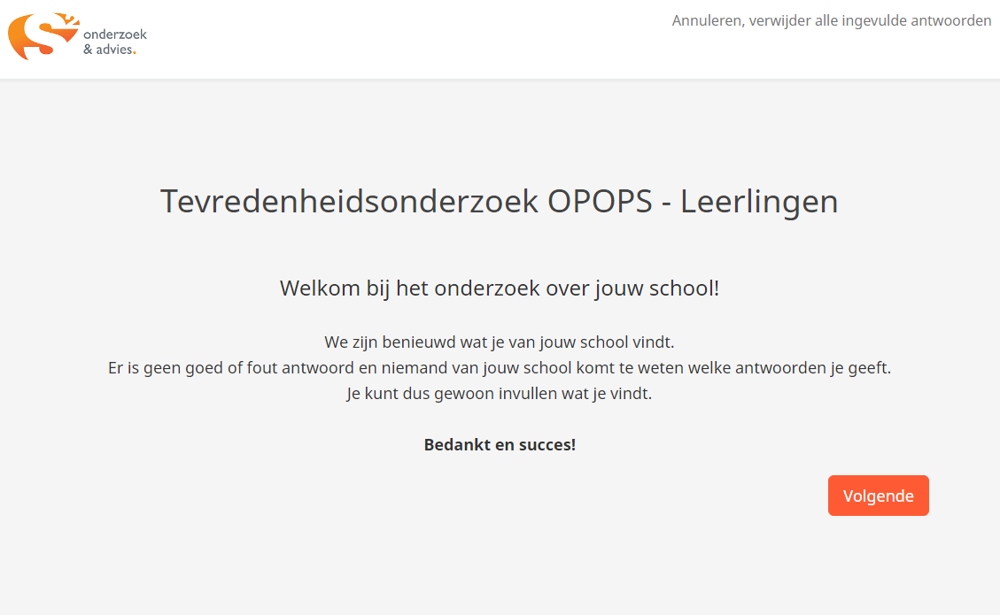 onderzoek
& advies.
Annuleren, verwijder alle ingevulde antwoorden
Tevredenheidsonderzoek OPOPS - Leerlingen
Welkom bij het onderzoek over jouw school!
We zijn benieuwd wat je van jouw school vindt.
Er is geen goed of fout antwoord en niemand van jouw school komt te weten welke antwoorden je geeft.
Je kunt dus gewoon invullen wat je vindt.
Bedankt en succes!
Volgende